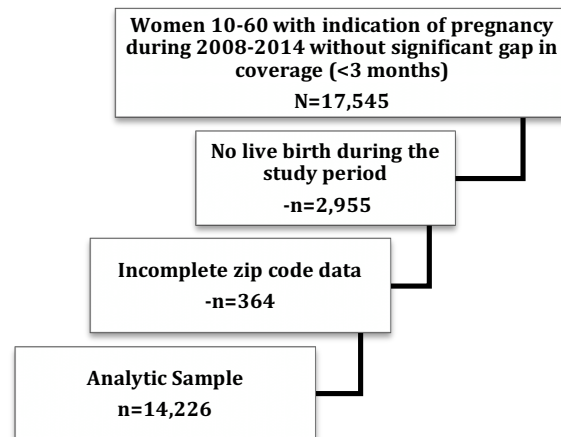 Women 10-60 with indication of pregnancy
during 2008-2014 without significant gap in
coverage (<3 months)
N=17,545
No live birth during the
study period
-n=2,955
Incomplete zip code data
-n=364
Analytic Sample
n=14,226